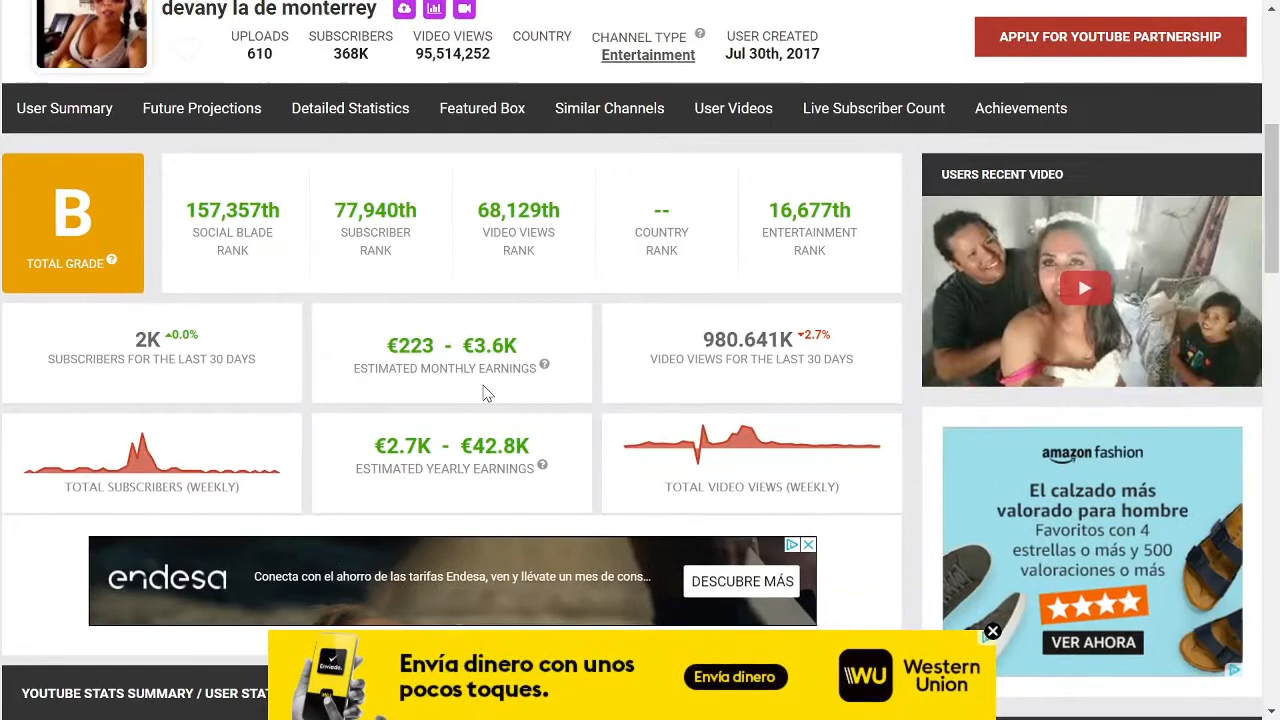 devany la de monterrey
UPLOADS
610
SUBSCRIBERS
368K
VIDEO VIEWS
95,514,252
COUNTRY
CHANNEL TYPE ?
Entertainment
USER CREATED
Jul 30th, 2017
APPLY FOR YOUTUBE PARTNERSHIP
User Summary
Future Projections
Detailed Statistics
Featured Box
Similar Channels
User Videos
Live Subscriber Count
Achievements
B
TOTAL GRADE ?
157,357th
SOCIAL BLADE
RANK
77,940th
SUBSCRIBER
RANK
68,129th
VIDEO VIEWS
RANK
--
COUNTRY
RANK
16,677th
ENTERTAINMENT
RANK
USERS RECENT VIDEO
2K 0.0%
SUBSCRIBERS FOR THE LAST 30 DAYS
€223 - €3.6K
ESTIMATED MONTHLY EARNINGS ?
980.641K 2.7%
VIDEO VIEWS FOR THE LAST 30 DAYS
TOTAL SUBSCRIBERS (WEEKLY)
€2.7K - €42.8K
ESTIMATED YEARLY EARNINGS ?
TOTAL VIDEO VIEWS (WEEKLY)
amazon fashion
El calzado más
valorado para hombre
Favoritos con 4
estrellas o más y 500
valoraciones o más
VER AHORA
endesa
Conecta con el ahorro de las tarifas Endesa, ven y llévate un mes de cons...
DESCUBRE MÁS
Enviado.
Envía dinero con unos
pocos toques.
Envía dinero
WU
Western
Union
YOUTUBE STATS SUMMARY / USER STAT